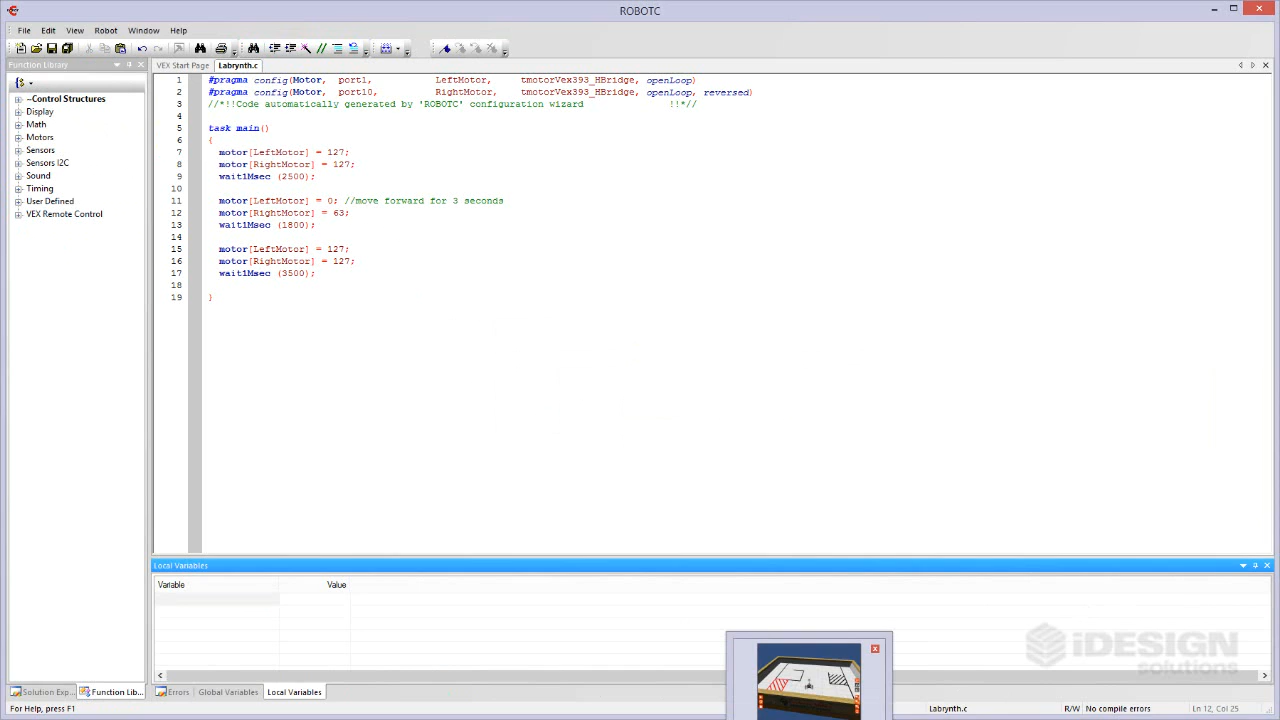 ROBOTC
File Edit View Robot Window Help
Function Library
VEX Start Page Labrynth.c
--Control Structures
Display
Math
Motors
Sensors
Sensors I2C
Sound
Timing
User Defined
VEX Remote Control
1 #pragma config(Motor, port1, LeftMotor, tmotorVex393_HBridge, openLoop)
2 #pragma config(Motor, port10, RightMotor, tmotorVex393_HBridge, openLoop, reversed)
3 //*!!Code automatically generated by 'ROBOTC' configuration wizard !!*//
4
5 task main()
6 {
7 motor[LeftMotor] = 127;
8 motor[RightMotor] = 127;
9 wait1Msec (2500);
10
11 motor[LeftMotor] = 0; //move forward for 3 seconds
12 motor[RightMotor] = 63;
13 wait1Msec (1800);
14
15 motor[LeftMotor] = 127;
16 motor[RightMotor] = 127;
17 wait1Msec (3500);
18
19 }
Local Variables
Variable Value
iDESIGN
solutions
Solution Exp... Function Lib... Errors Global Variables Local Variables
For Help, press F1 Labrynth.c R/W No compile errors Ln 12, Col 25